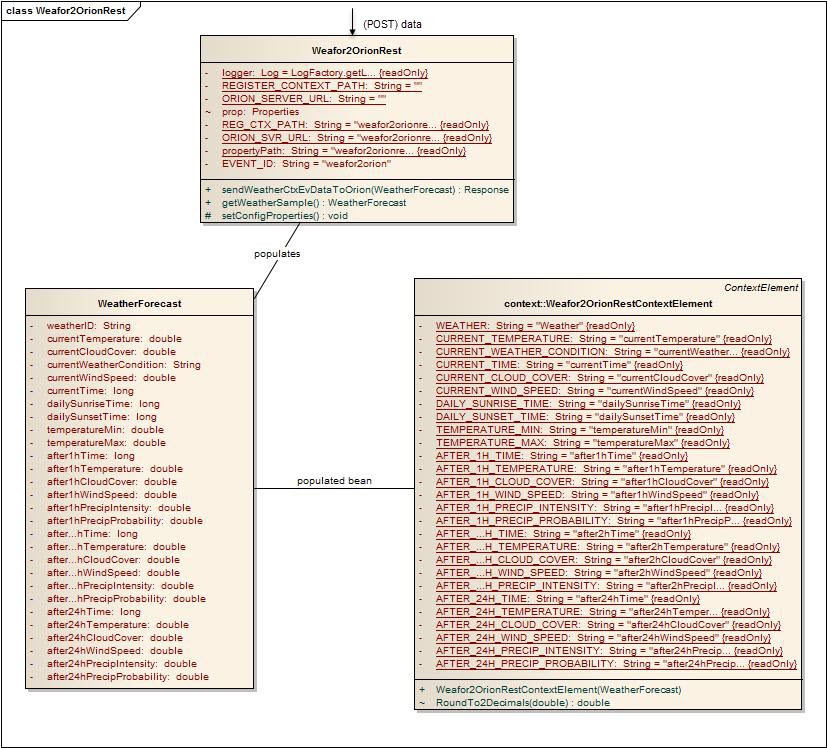 class Weafor2OrionRest
(POST) data
Weafor2OrionRest
- logger: Log = LogFactory.getL... {readOnly}
- REGISTER_CONTEXT_PATH: String = ""
- ORION_SERVER_URL: String = ""
~ prop: Properties
- REG_CTX_PATH: String = "weafor2orionre... {readOnly}
- ORION_SVR_URL: String = "weafor2orionre... {readOnly}
- propertyPath: String = "weafor2orionre... {readOnly}
- EVENT_ID: String = "weafor2orion"
+ sendWeatherCtxEvDataToOrion(WeatherForecast) : Response
+ getWeatherSample() : WeatherForecast
# setConfigProperties() : void
populates
WeatherForecast
- weatherID: String
- currentTemperature: double
- currentCloudCover: double
- currentWeatherCondition: String
- currentWindSpeed: double
- currentTime: long
- dailySunriseTime: long
- dailySunsetTime: long
- temperatureMin: double
- temperatureMax: double
- after1hTime: long
- after1hTemperature: double
- after1hCloudCover: double
- after1hWindSpeed: double
- after1hPrecipIntensity: double
- after1hPrecipProbability: double
- after...hTime: long
- after...hTemperature: double
- after...hCloudCover: double
- after...hWindSpeed: double
- after...hPrecipIntensity: double
- after...hPrecipProbability: double
- after24hTime: long
- after24hTemperature: double
- after24hCloudCover: double
- after24hWindSpeed: double
- after24hPrecipIntensity: double
- after24hPrecipProbability: double
populated bean
ContextElement
context::Weafor2OrionRestContextElement
- WEATHER: String = "Weather" {readOnly}
- CURRENT_TEMPERATURE: String = "currentTemperature" {readOnly}
- CURRENT_WEATHER_CONDITION: String = "currentWeather... {readOnly}
- CURRENT_TIME: String = "currentTime" {readOnly}
- CURRENT_CLOUD_COVER: String = "currentCloudCover" {readOnly}
- CURRENT_WIND_SPEED: String = "currentWindSpeed" {readOnly}
- DAILY_SUNRISE_TIME: String = "dailySunriseTime" {readOnly}
- DAILY_SUNSET_TIME: String = "dailySunsetTime" {readOnly}
- TEMPERATURE_MIN: String = "temperatureMin" {readOnly}
- TEMPERATURE_MAX: String = "temperatureMax" {readOnly}
- AFTER_1H_TIME: String = "after1hTime" {readOnly}
- AFTER_1H_TEMPERATURE: String = "after1hTemperature" {readOnly}
- AFTER_1H_CLOUD_COVER: String = "after1hCloudCover" {readOnly}
- AFTER_1H_WIND_SPEED: String = "after1hWindSpeed" {readOnly}
- AFTER_1H_PRECIP_INTENSITY: String = "after1hPrecipI... {readOnly}
- AFTER_1H_PRECIP_PROBABILITY: String = "after1hPrecipP... {readOnly}
- AFTER_...H_TIME: String = "after2hTime" {readOnly}
- AFTER_...H_TEMPERATURE: String = "after2hTemperature" {readOnly}
- AFTER_...H_CLOUD_COVER: String = "after2hCloudCover" {readOnly}
- AFTER_...H_WIND_SPEED: String = "after2hWindSpeed" {readOnly}
- AFTER_...H_PRECIP_INTENSITY: String = "after2hPrecipI... {readOnly}
- AFTER_24H_TIME: String = "after24hTime" {readOnly}
- AFTER_24H_TEMPERATURE: String = "after24hTemper... {readOnly}
- AFTER_24H_CLOUD_COVER: String = "after24hCloudCover" {readOnly}
- AFTER_24H_WIND_SPEED: String = "after24hWindSpeed" {readOnly}
- AFTER_24H_PRECIP_INTENSITY: String = "after24hPrecip... {readOnly}
- AFTER_24H_PRECIP_PROBABILITY: String = "after24hPrecip... {readOnly}
+ Weafor2OrionRestContextElement(WeatherForecast)
~ RoundTo2Decimals(double) : double